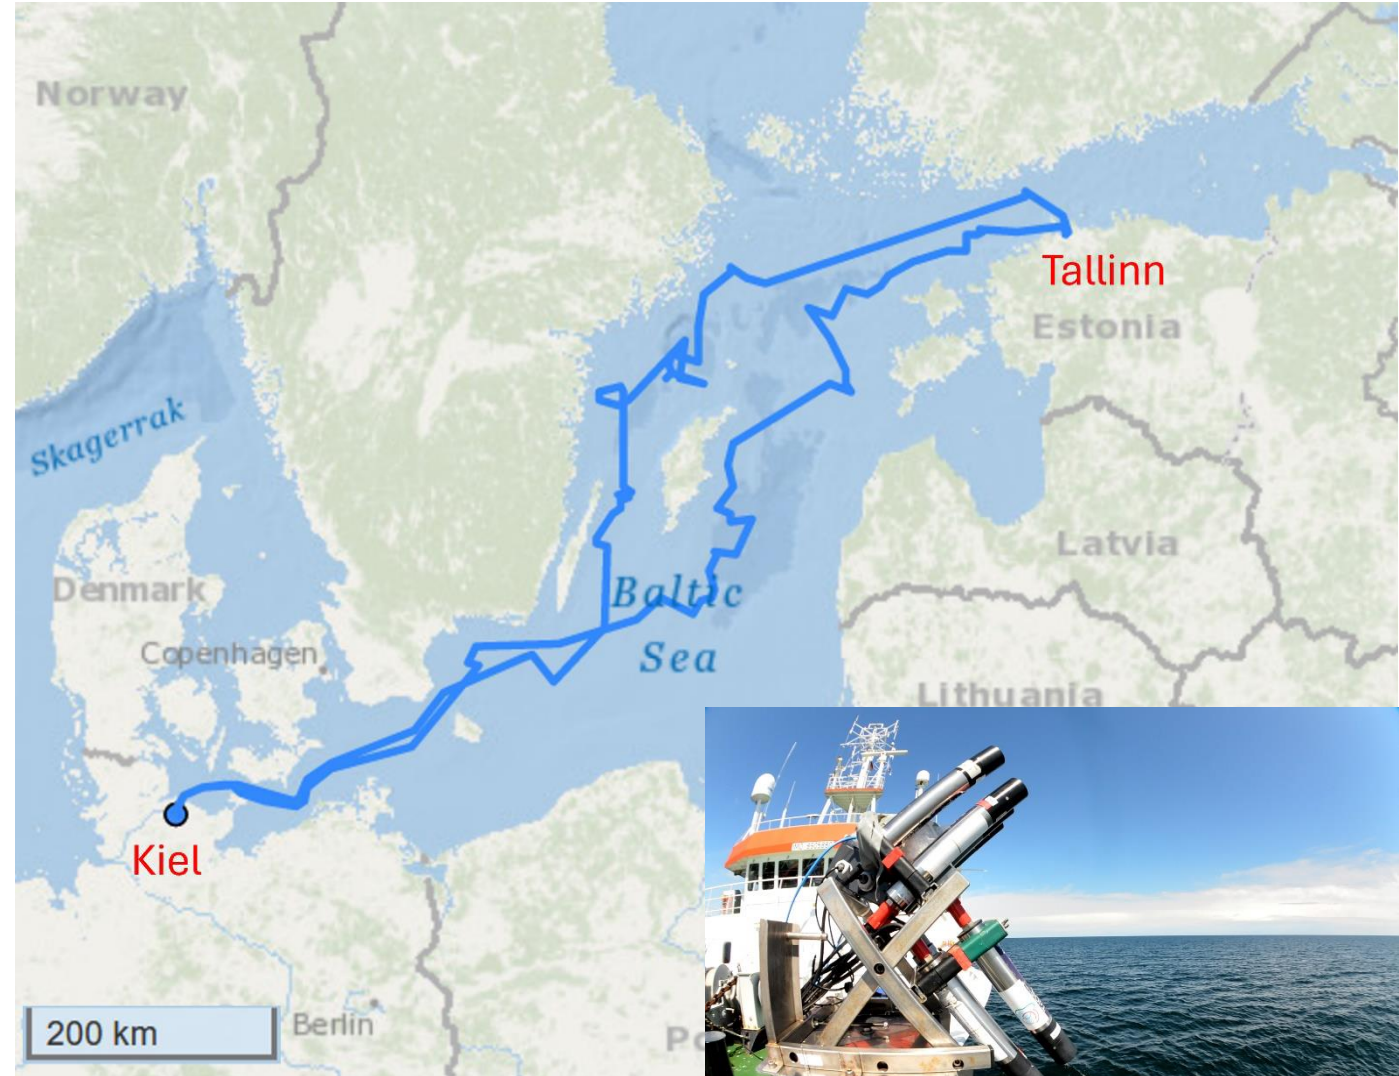 Norway
Tallinn
Estonia
Skagerrak
Latvia
Denmark
Baltic
Sea
Copenhagen
Lithuania
Kiel
200 km
Berlin